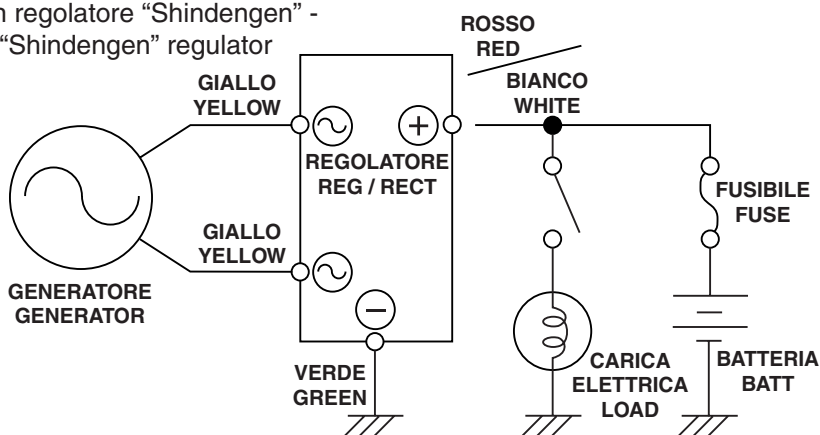 regolatore “Shindengen” -
“Shindengen” regulator
ROSSO
RED
BIANCO
WHITE
GIALLO
YELLOW
REGOLATORE
REG / RECT
FUSIBILE
FUSE
GIALLO
YELLOW
GENERATORE
GENERATOR
VERDE
GREEN
CARICA
ELETTRICA
LOAD
BATTERIA
BATT